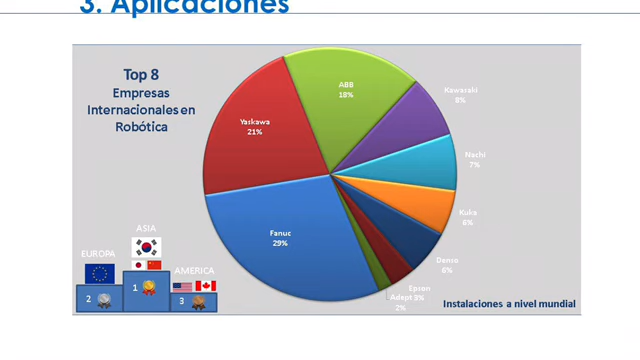 3. Aplicaciones
Top 8
Empresas
Internacionales en
Robótica
ABB
18%
Kawasaki
8%
Yaskawa
21%
Nachi
7%
Kuka
6%
Fanuc
29%
Denso
6%
Epson
3%
Adept
2%
ASIA
EUROPA
AMERICA
1
2
3
Instalaciones a nivel mundial